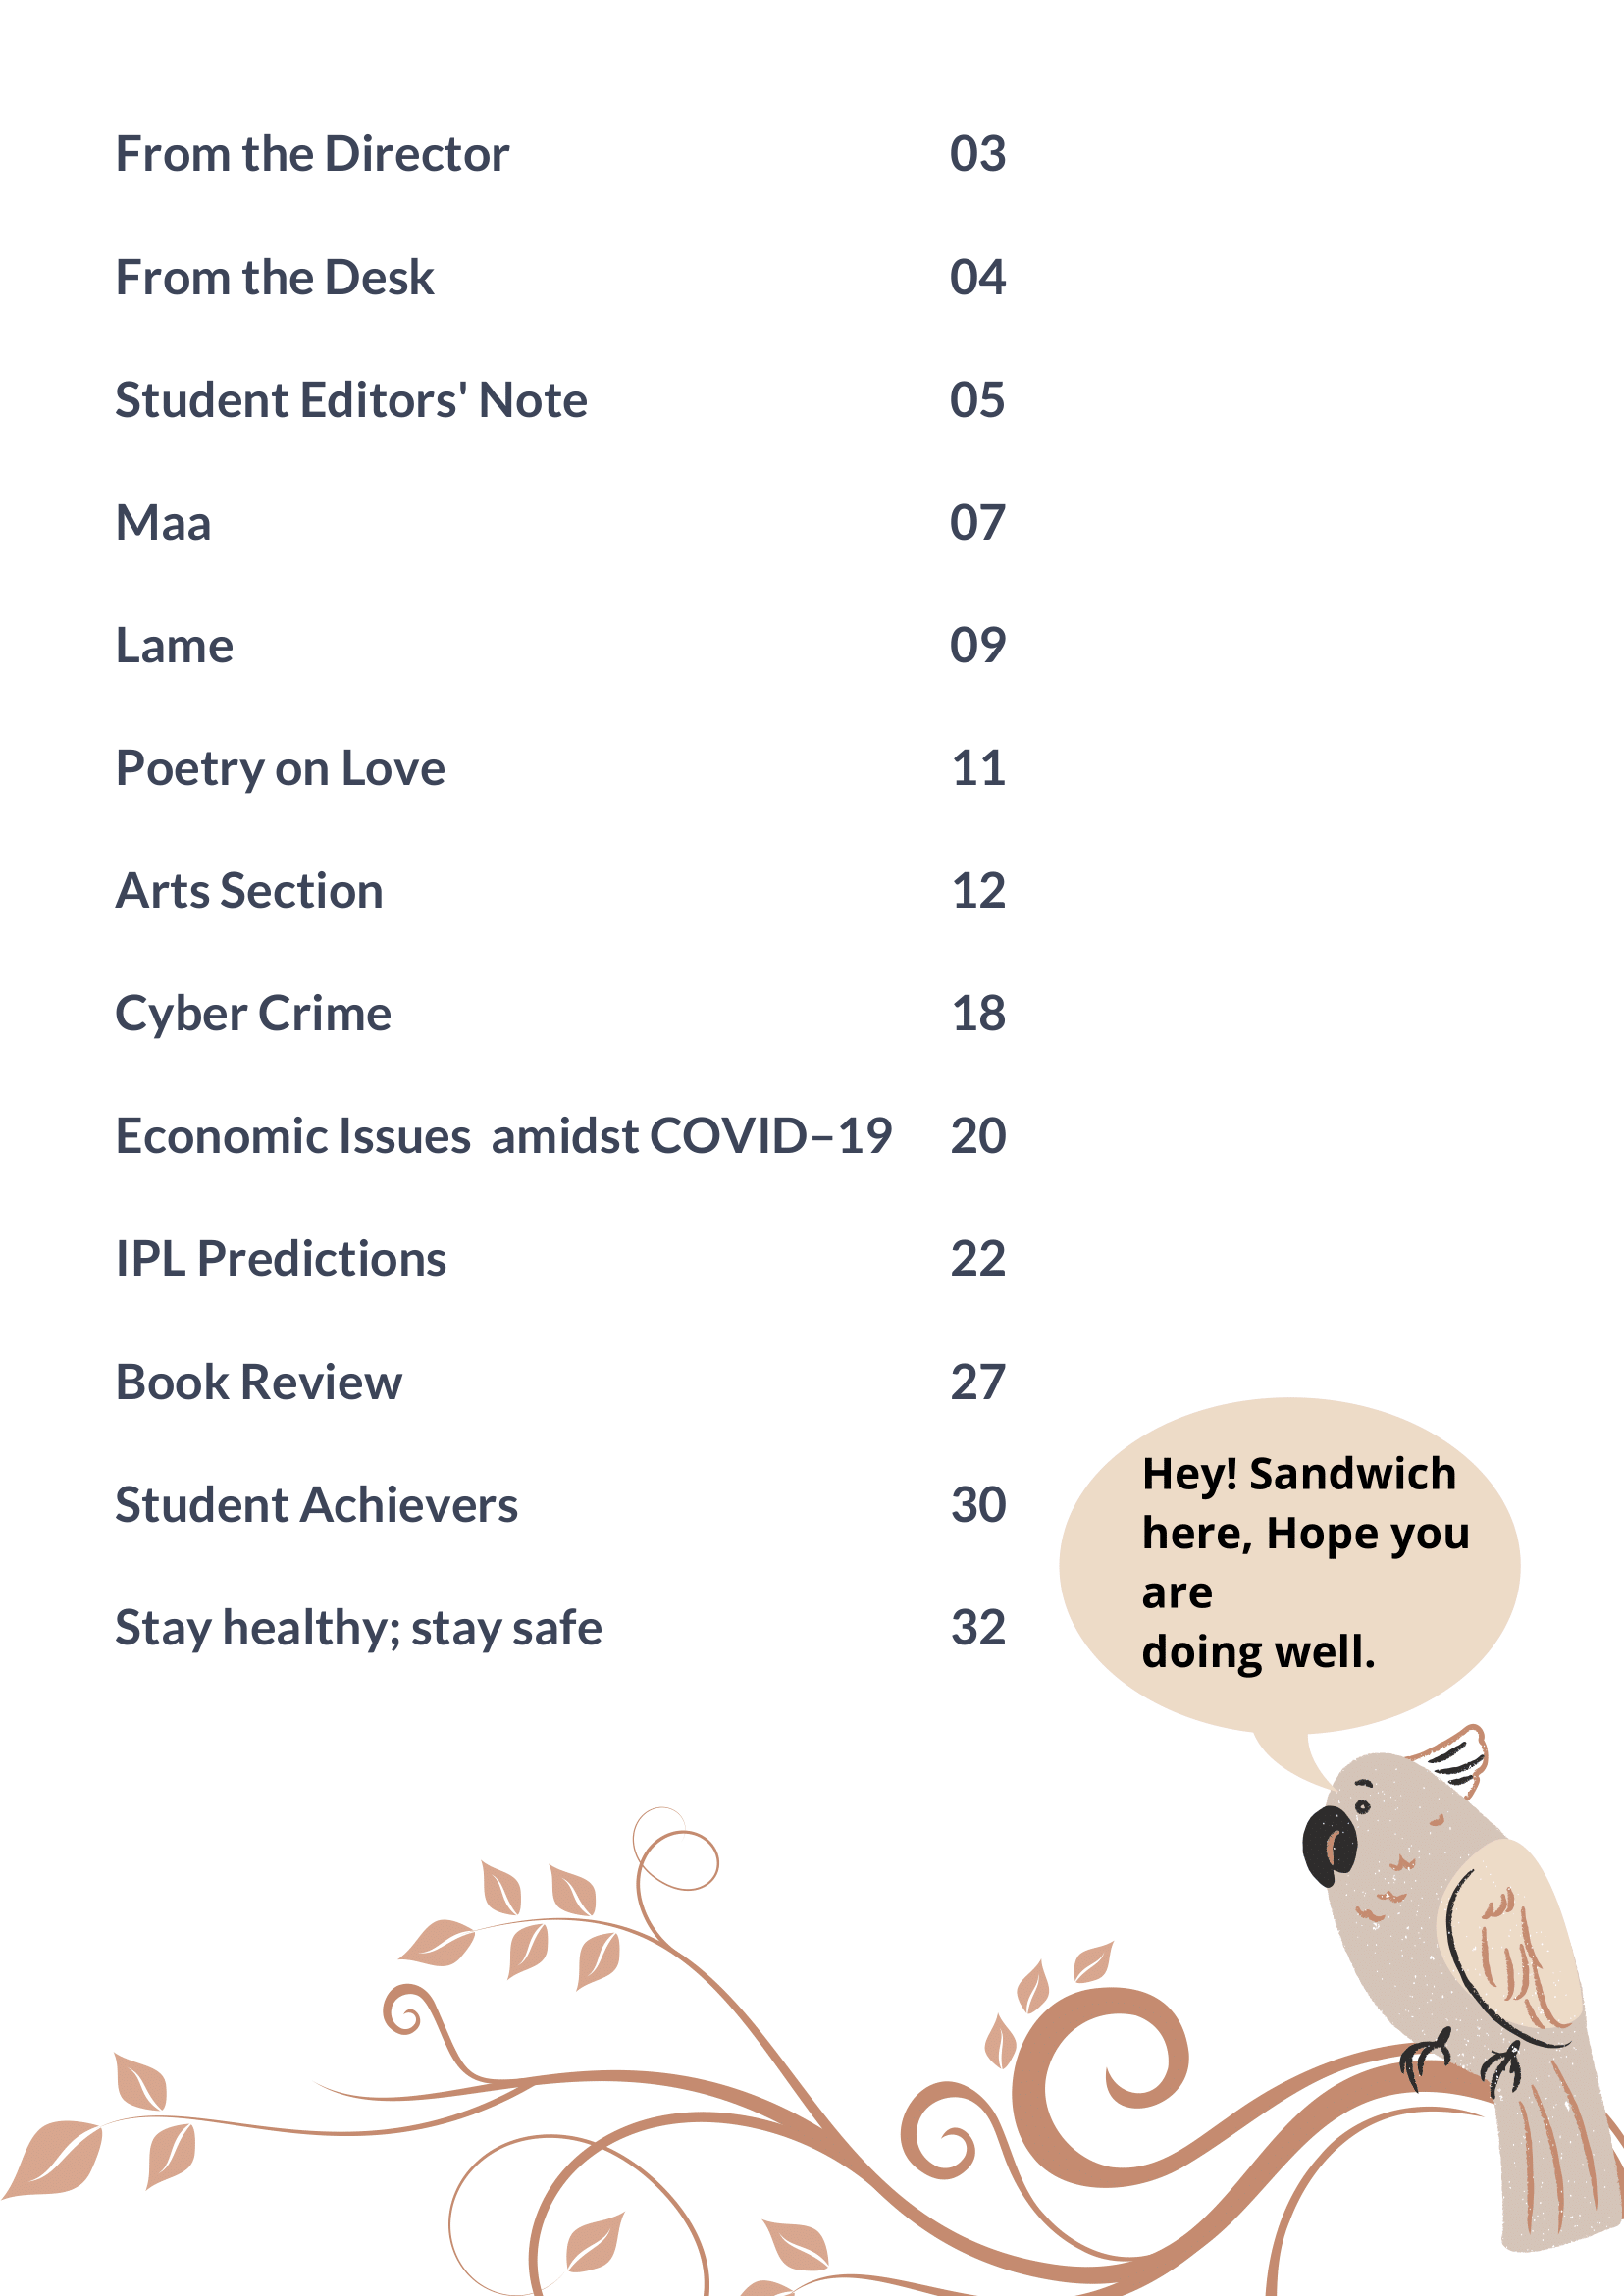 From the Director 03
From the Desk 04
Student Editors' Note 05
Maa 07
Lame 09
Poetry on Love 11
Arts Section 12
Cyber Crime 18
Economic Issues  amidst COVID–19 20
IPL Predictions 22
Book Review 27
Student Achievers 30
Stay healthy; stay safe 32
Hey! Sandwich
here, Hope you
are
doing well.